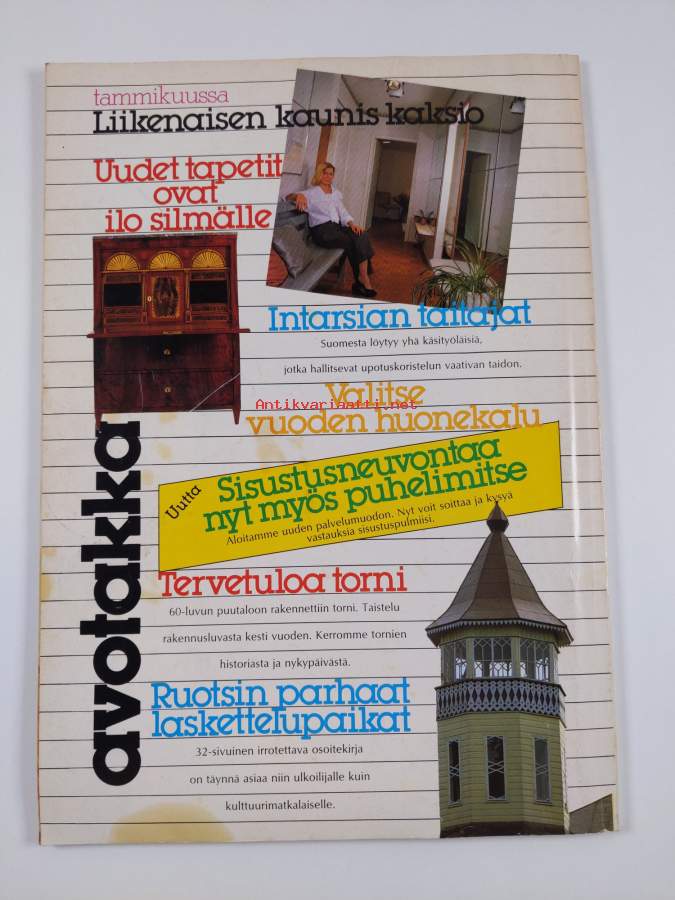 tammikuussa
Liikenaisen kaunis kaksio
Uudet tapetit
ovat
ilo silmälle
Intarsian taitajat
Suomesta löytyy yhä käsityöläisiä,
jotka hallitsevat upotuskoristelun vaativan taidon.
Antikvariaatti.net
Valitse
vuoden huonekalu
Uutta
Sisustusneuvontaa
nyt myös puhelimitse
Aloitamme uuden palvelumuodon. Nyt voit soittaa ja kysyä
vastauksia sisustuspulmiisi.
avotakka
Tervetuloa torni
60-luvun puutaloon rakennettiin torni. Taistelu
rakennusluvasta kesti vuoden. Kerromme tornien
historiasta ja nykypäivästä.
Ruotsin parhaat
laskettelupaikat
32-sivuinen irrotettava osoitekirja
on täynnä asiaa niin ulkoilijalle kuin
kulttuurimatkalaiselle.